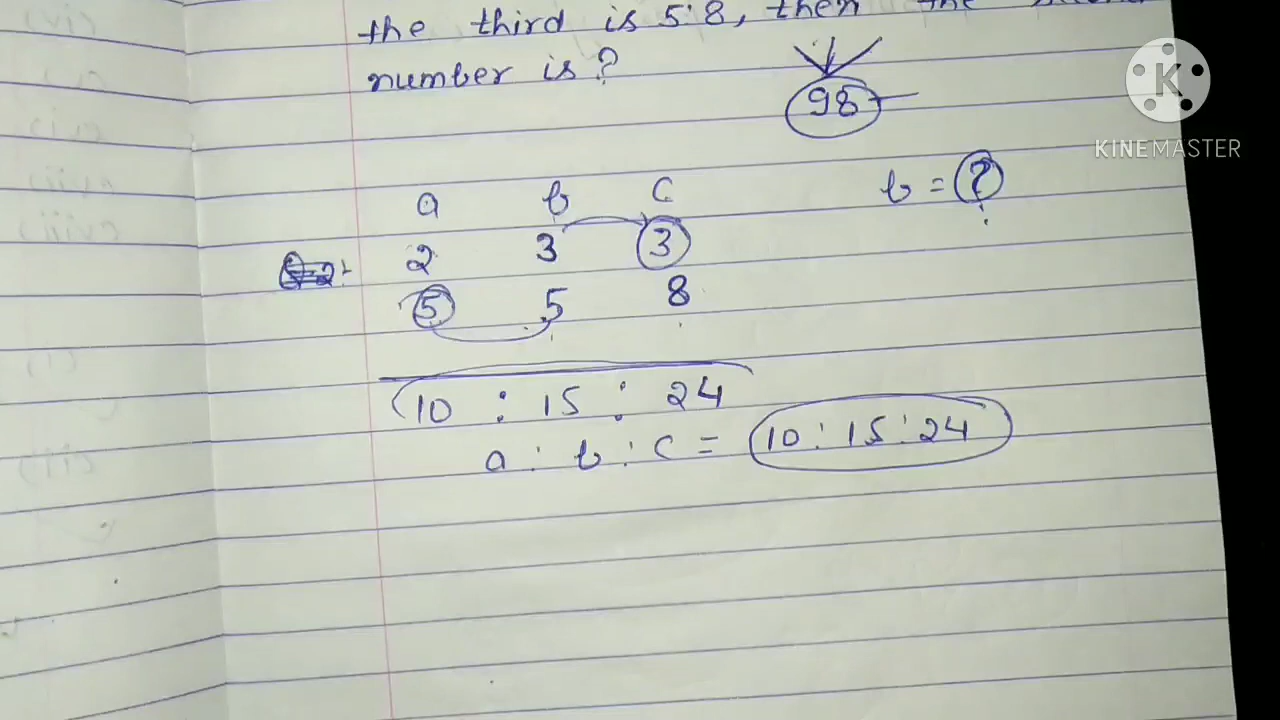 the third is 5:8, then the
number is?
98
K
KINEMASTER
a b c
b = ?
2 3 3
5 5 8
10 : 15 : 24
a : b : c = 10 : 15 : 24